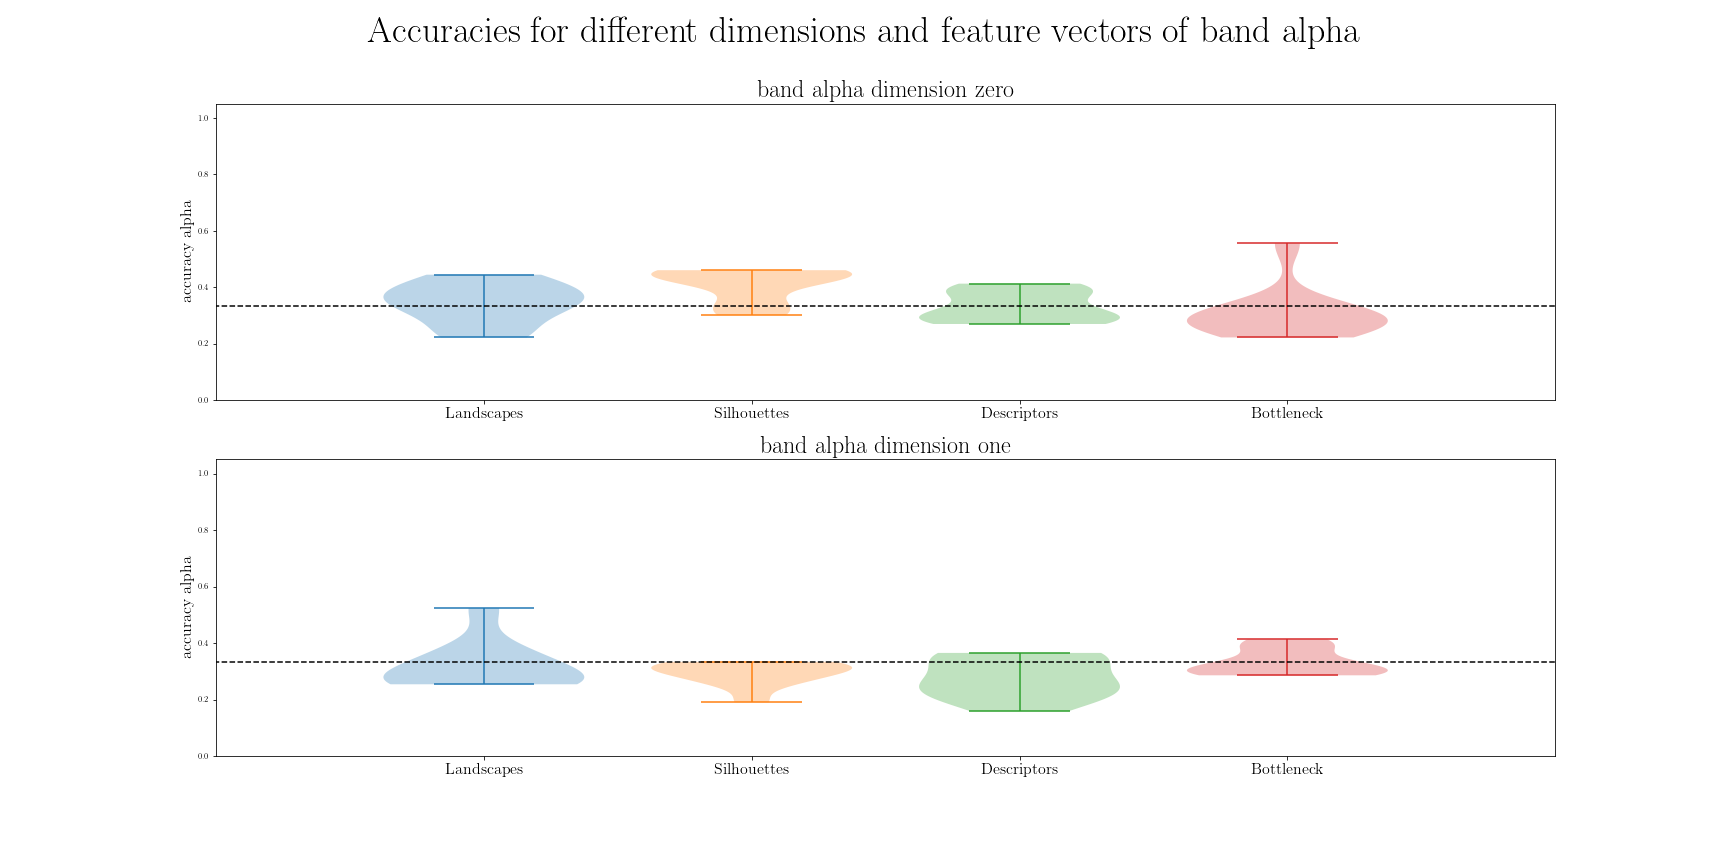 Accuracies for different dimensions and feature vectors of band alpha
band alpha dimension zero
accuracy alpha
1.0
0.8
0.6
0.4
0.2
0.0
Landscapes Silhouettes Descriptors Bottleneck
band alpha dimension one
accuracy alpha
1.0
0.8
0.6
0.4
0.2
0.0
Landscapes Silhouettes Descriptors Bottleneck